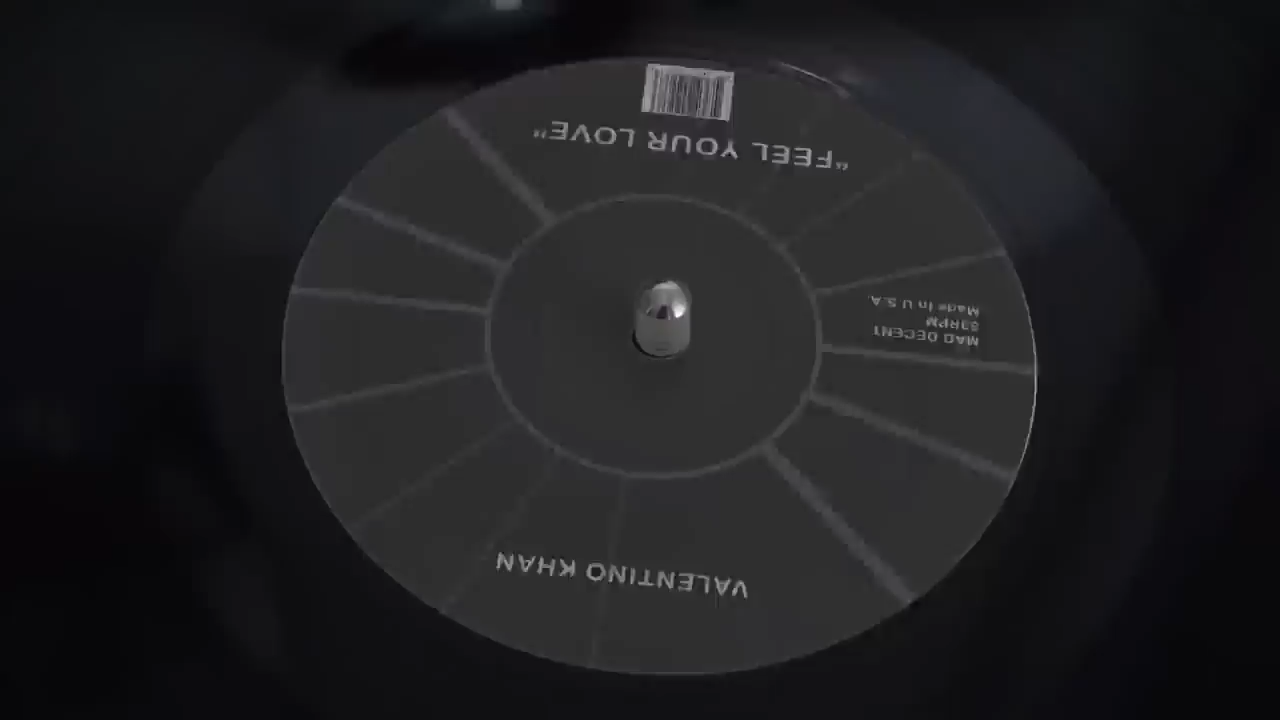 VALENTINO KHAN
MAD DECENT
33RPM
Made In U.S.A.
"FEEL YOUR LOVE"